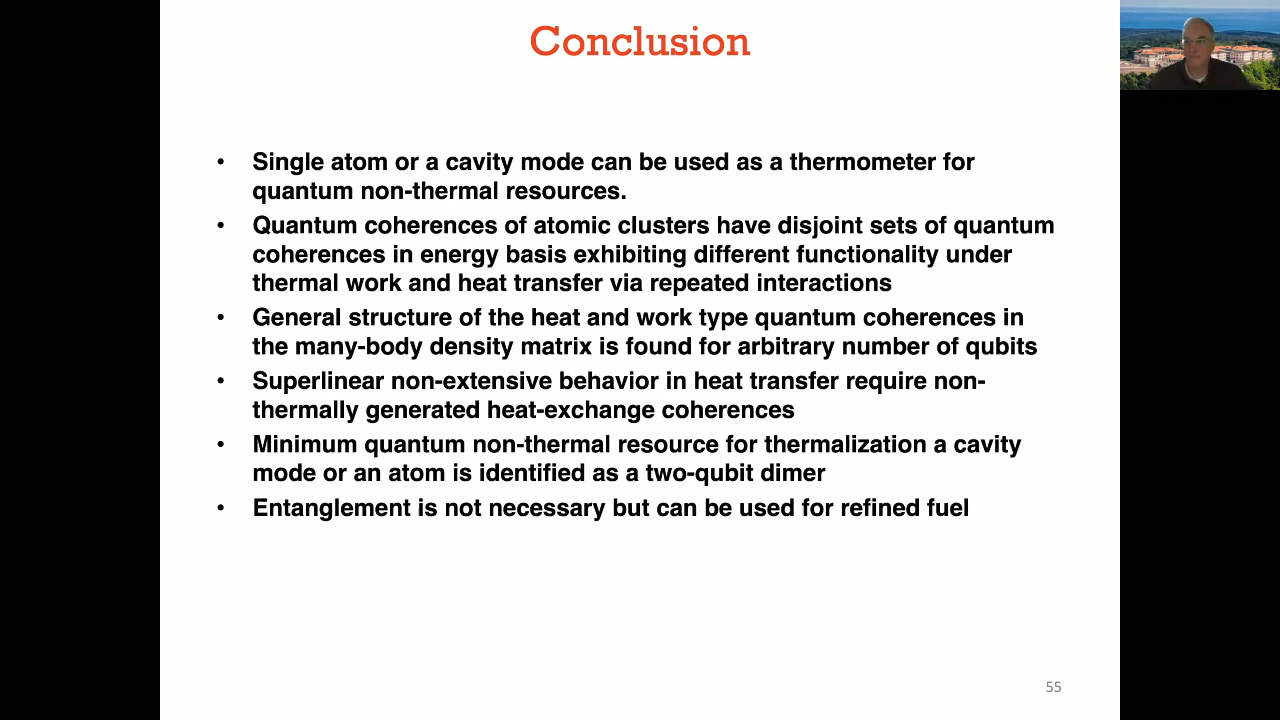 Conclusion
• Single atom or a cavity mode can be used as a thermometer for
quantum non-thermal resources.
• Quantum coherences of atomic clusters have disjoint sets of quantum
coherences in energy basis exhibiting different functionality under
thermal work and heat transfer via repeated interactions
• General structure of the heat and work type quantum coherences in
the many-body density matrix is found for arbitrary number of qubits
• Superlinear non-extensive behavior in heat transfer require non-
thermally generated heat-exchange coherences
• Minimum quantum non-thermal resource for thermalization a cavity
mode or an atom is identified as a two-qubit dimer
• Entanglement is not necessary but can be used for refined fuel
55